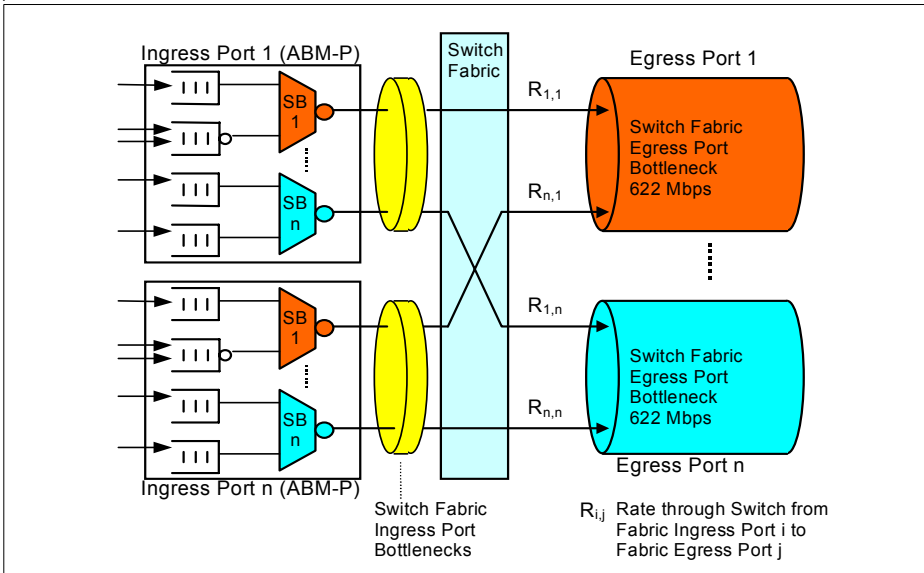 Ingress Port 1 (ABM-P)
SB
1
SB
n
Switch
Fabric
R1,1
Rn,1
Egress Port 1
Switch Fabric
Egress Port
Bottleneck
622 Mbps
SB
1
SB
n
Ingress Port n (ABM-P)
R1,n
Rn,n
Switch Fabric
Egress Port
Bottleneck
622 Mbps
Egress Port n
Switch Fabric
Ingress Port
Bottlenecks
Ri,j Rate through Switch from
Fabric Ingress Port i to
Fabric Egress Port j